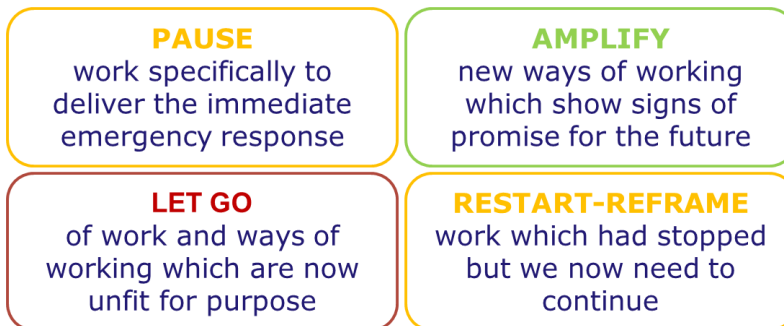 PAUSE
work specifically to
deliver the immediate
emergency response
AMPLIFY
new ways of working
which show signs of
promise for the future
LET GO
of work and ways of
working which are now
unfit for purpose
RESTART-REFRAME
work which had stopped
but we now need to
continue